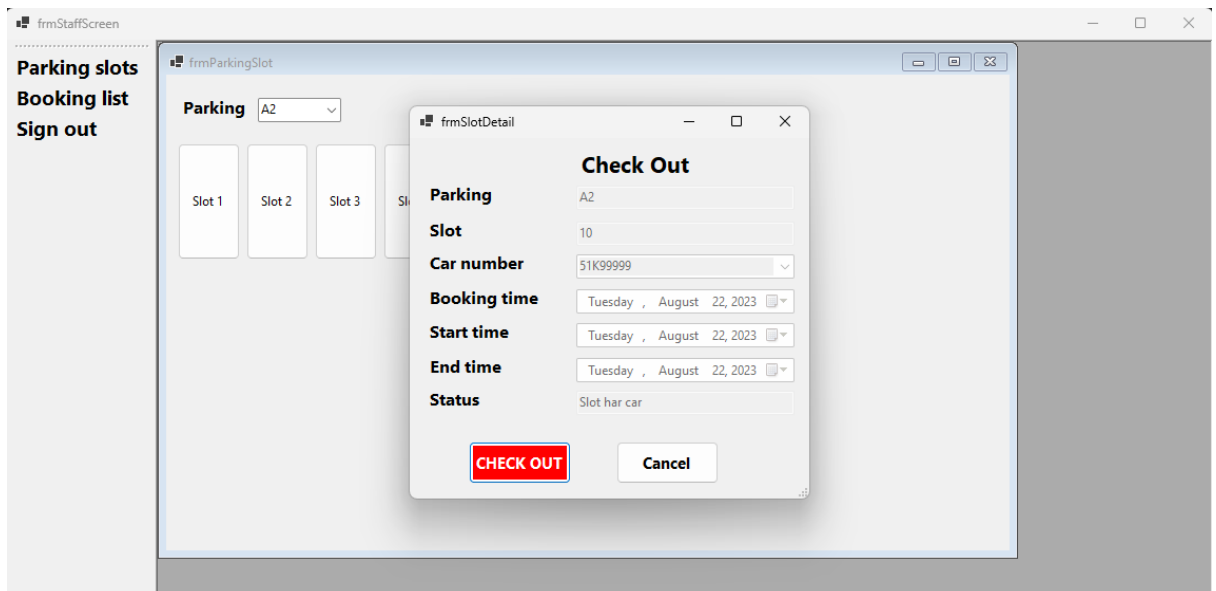 frmStaffScreen
Parking slots
Booking list
Sign out
frmParkingSlot
Parking A2
Slot 1 Slot 2 Slot 3
frmSlotDetail
Check Out
Parking A2
Slot 10
Car number 51K99999
Booking time Tuesday , August 22, 2023
Start time Tuesday , August 22, 2023
End time Tuesday , August 22, 2023
Status Slot har car
CHECK OUT Cancel